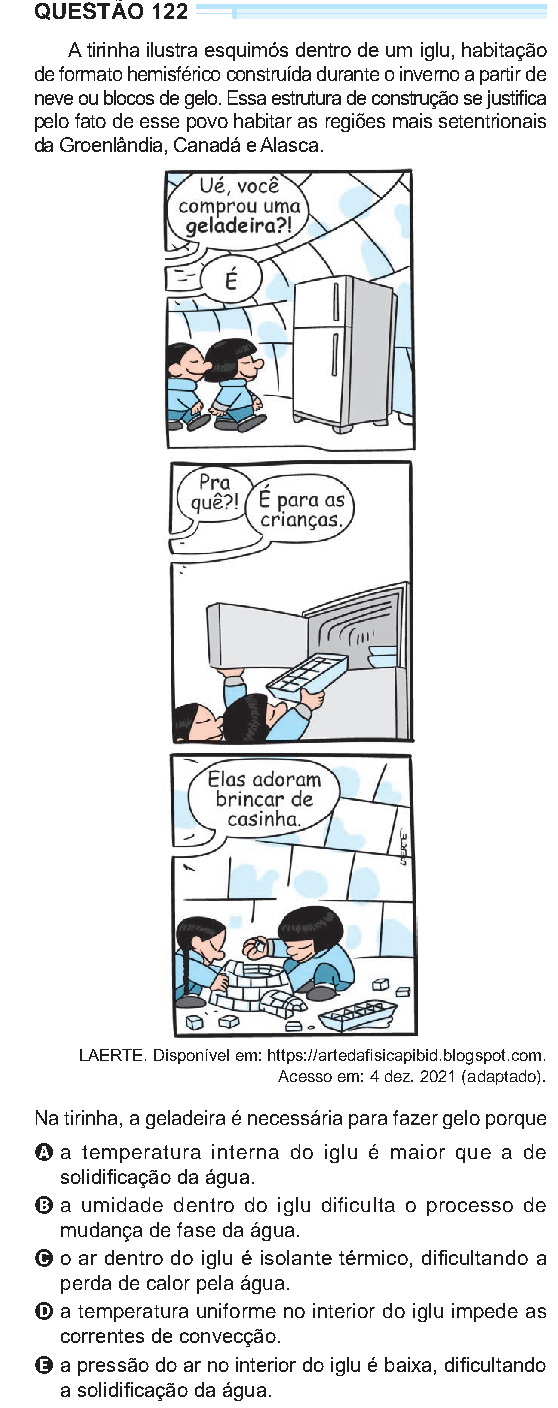 QUESTÃO 122
A tirinha ilustra esquimós dentro de um iglu, habitação
de formato hemisférico construída durante o inverno a partir de
neve ou blocos de gelo. Essa estrutura de construção se justifica
pelo fato de esse povo habitar as regiões mais setentrionais
da Groenlândia, Canadá e Alasca.
Ué, você
comprou uma
geladeira?!
É
Pra
quê?!
É para as
crianças.
Elas adoram
brincar de
casinha.
LAERTE
LAERTE. Disponível em: https://artedafisicapibid.blogspot.com.
Acesso em: 4 dez. 2021 (adaptado).
Na tirinha, a geladeira é necessária para fazer gelo porque
A a temperatura interna do iglu é maior que a de
solidificação da água.
B a umidade dentro do iglu dificulta o processo de
mudança de fase da água.
C o ar dentro do iglu é isolante térmico, dificultando a
perda de calor pela água.
D a temperatura uniforme no interior do iglu impede as
correntes de convecção.
E a pressão do ar no interior do iglu é baixa, dificultando
a solidificação da água.